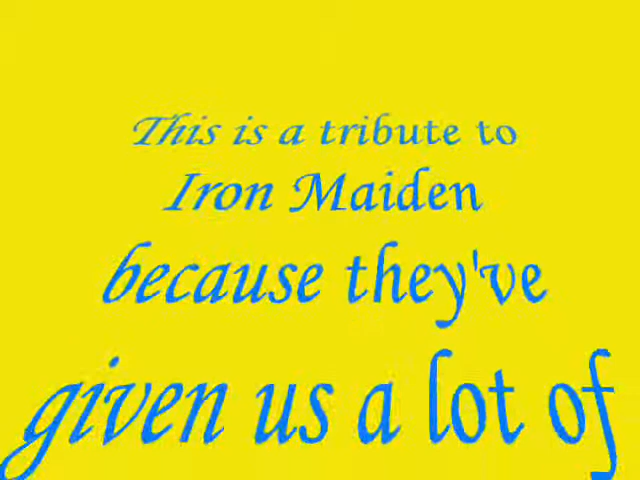 This is a tribute to
Iron Maiden
because they've
given us a lot of